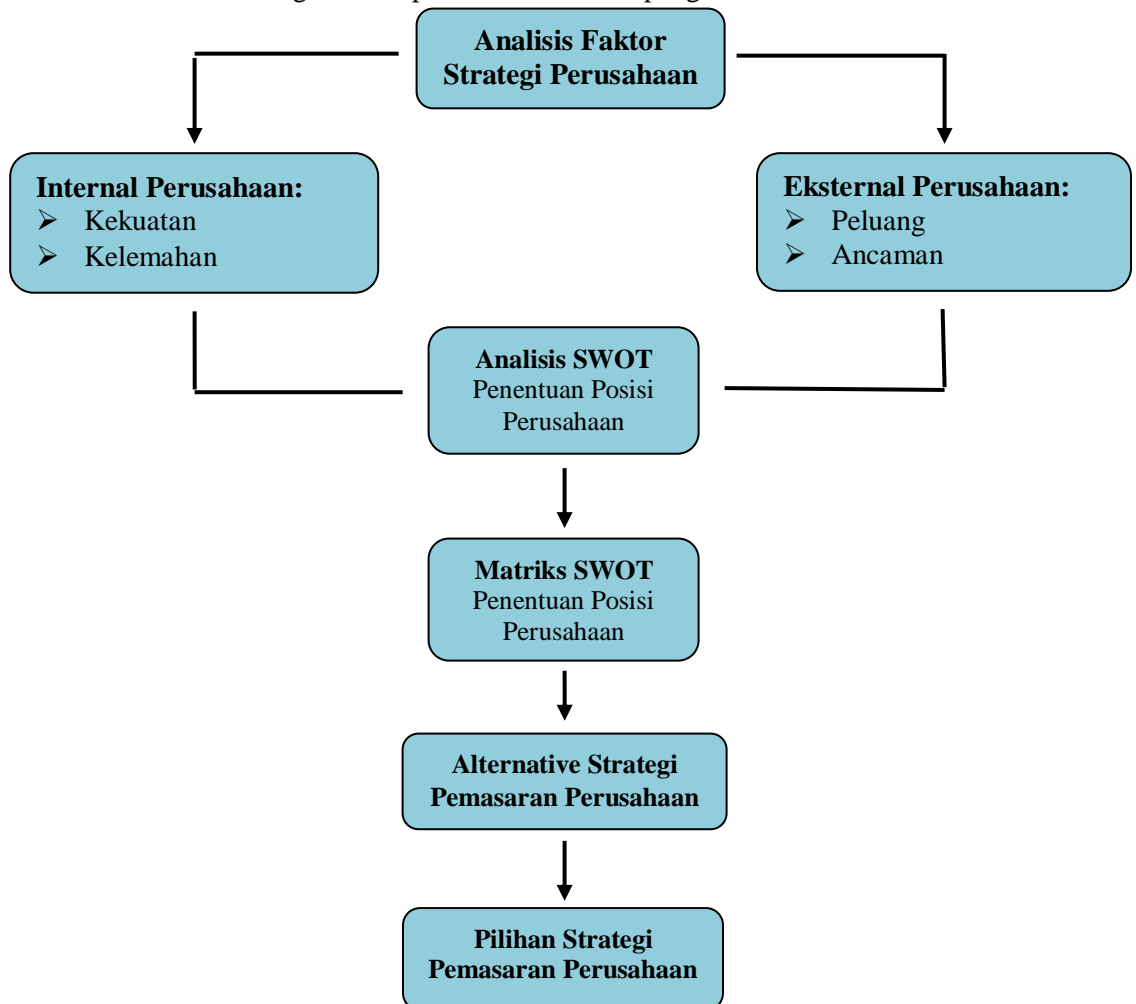 Analisis Faktor
Strategi Perusahaan
Internal Perusahaan:
➢ Kekuatan
➢ Kelemahan
Eksternal Perusahaan:
➢ Peluang
➢ Ancaman
Analisis SWOT
Penentuan Posisi
Perusahaan
Matriks SWOT
Penentuan Posisi
Perusahaan
Alternative Strategi
Pemasaran Perusahaan
Pilihan Strategi
Pemasaran Perusahaan